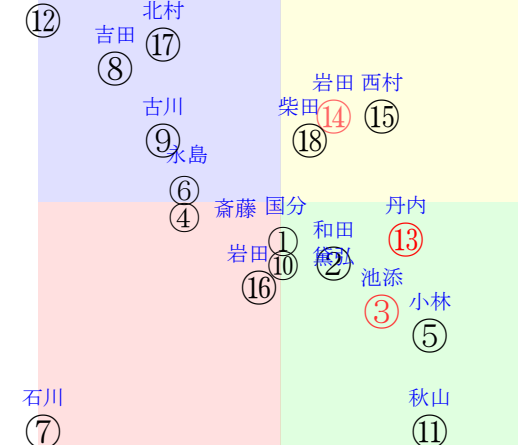 北村
⑫
吉田
⑰
⑧
岩田 西村
古川
柴田
⑭ ⑮
⑨
⑱
永島
⑥
斎藤 国分 丹内
④
和田
① ⑬
岩田
⑩ ②
池添
⑯
小林
③
⑤
石川 秋山
⑦ ⑪